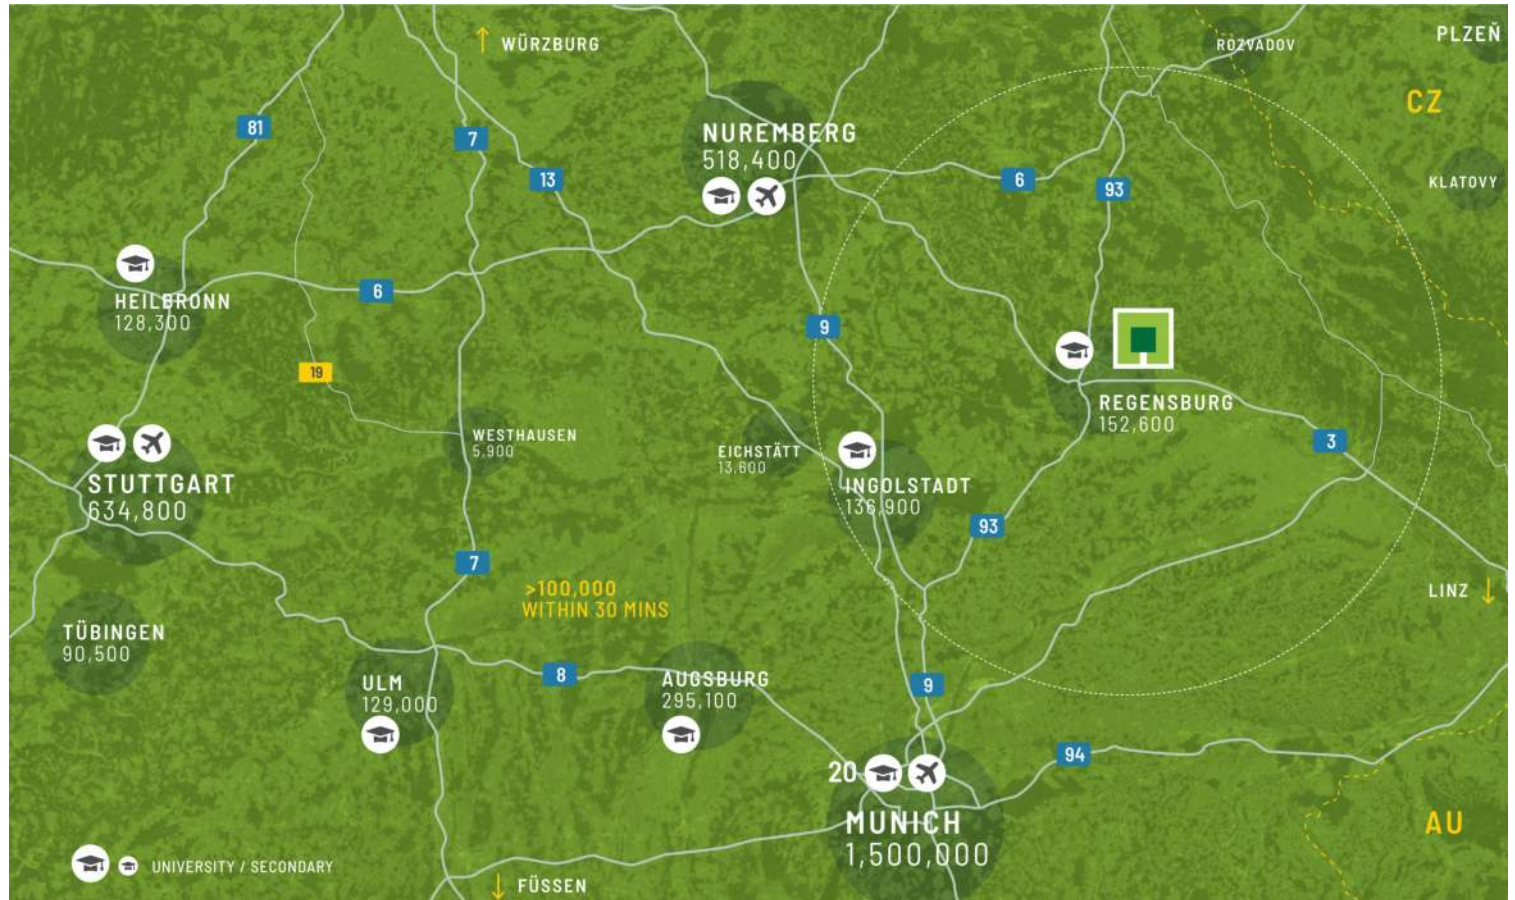 WÜRZBURG
ROZVADOV
PLZEŇ
CZ
81
7
NUREMBERG
518,400
13
6
93
KLATOVY
HEILBRONN
128,300
6
9
19
REGENSBURG
152,600
WESTHAUSEN
5,900
EICHSTÄTT
13,600
3
STUTTGART
634,800
INGOLSTADT
136,900
93
7
>100,000
WITHIN 30 MINS
LINZ
TÜBINGEN
90,500
8
ULM
129,000
AUGSBURG
295,100
9
94
20
MUNICH
1,500,000
AU
UNIVERSITY / SECONDARY
FÜSSEN